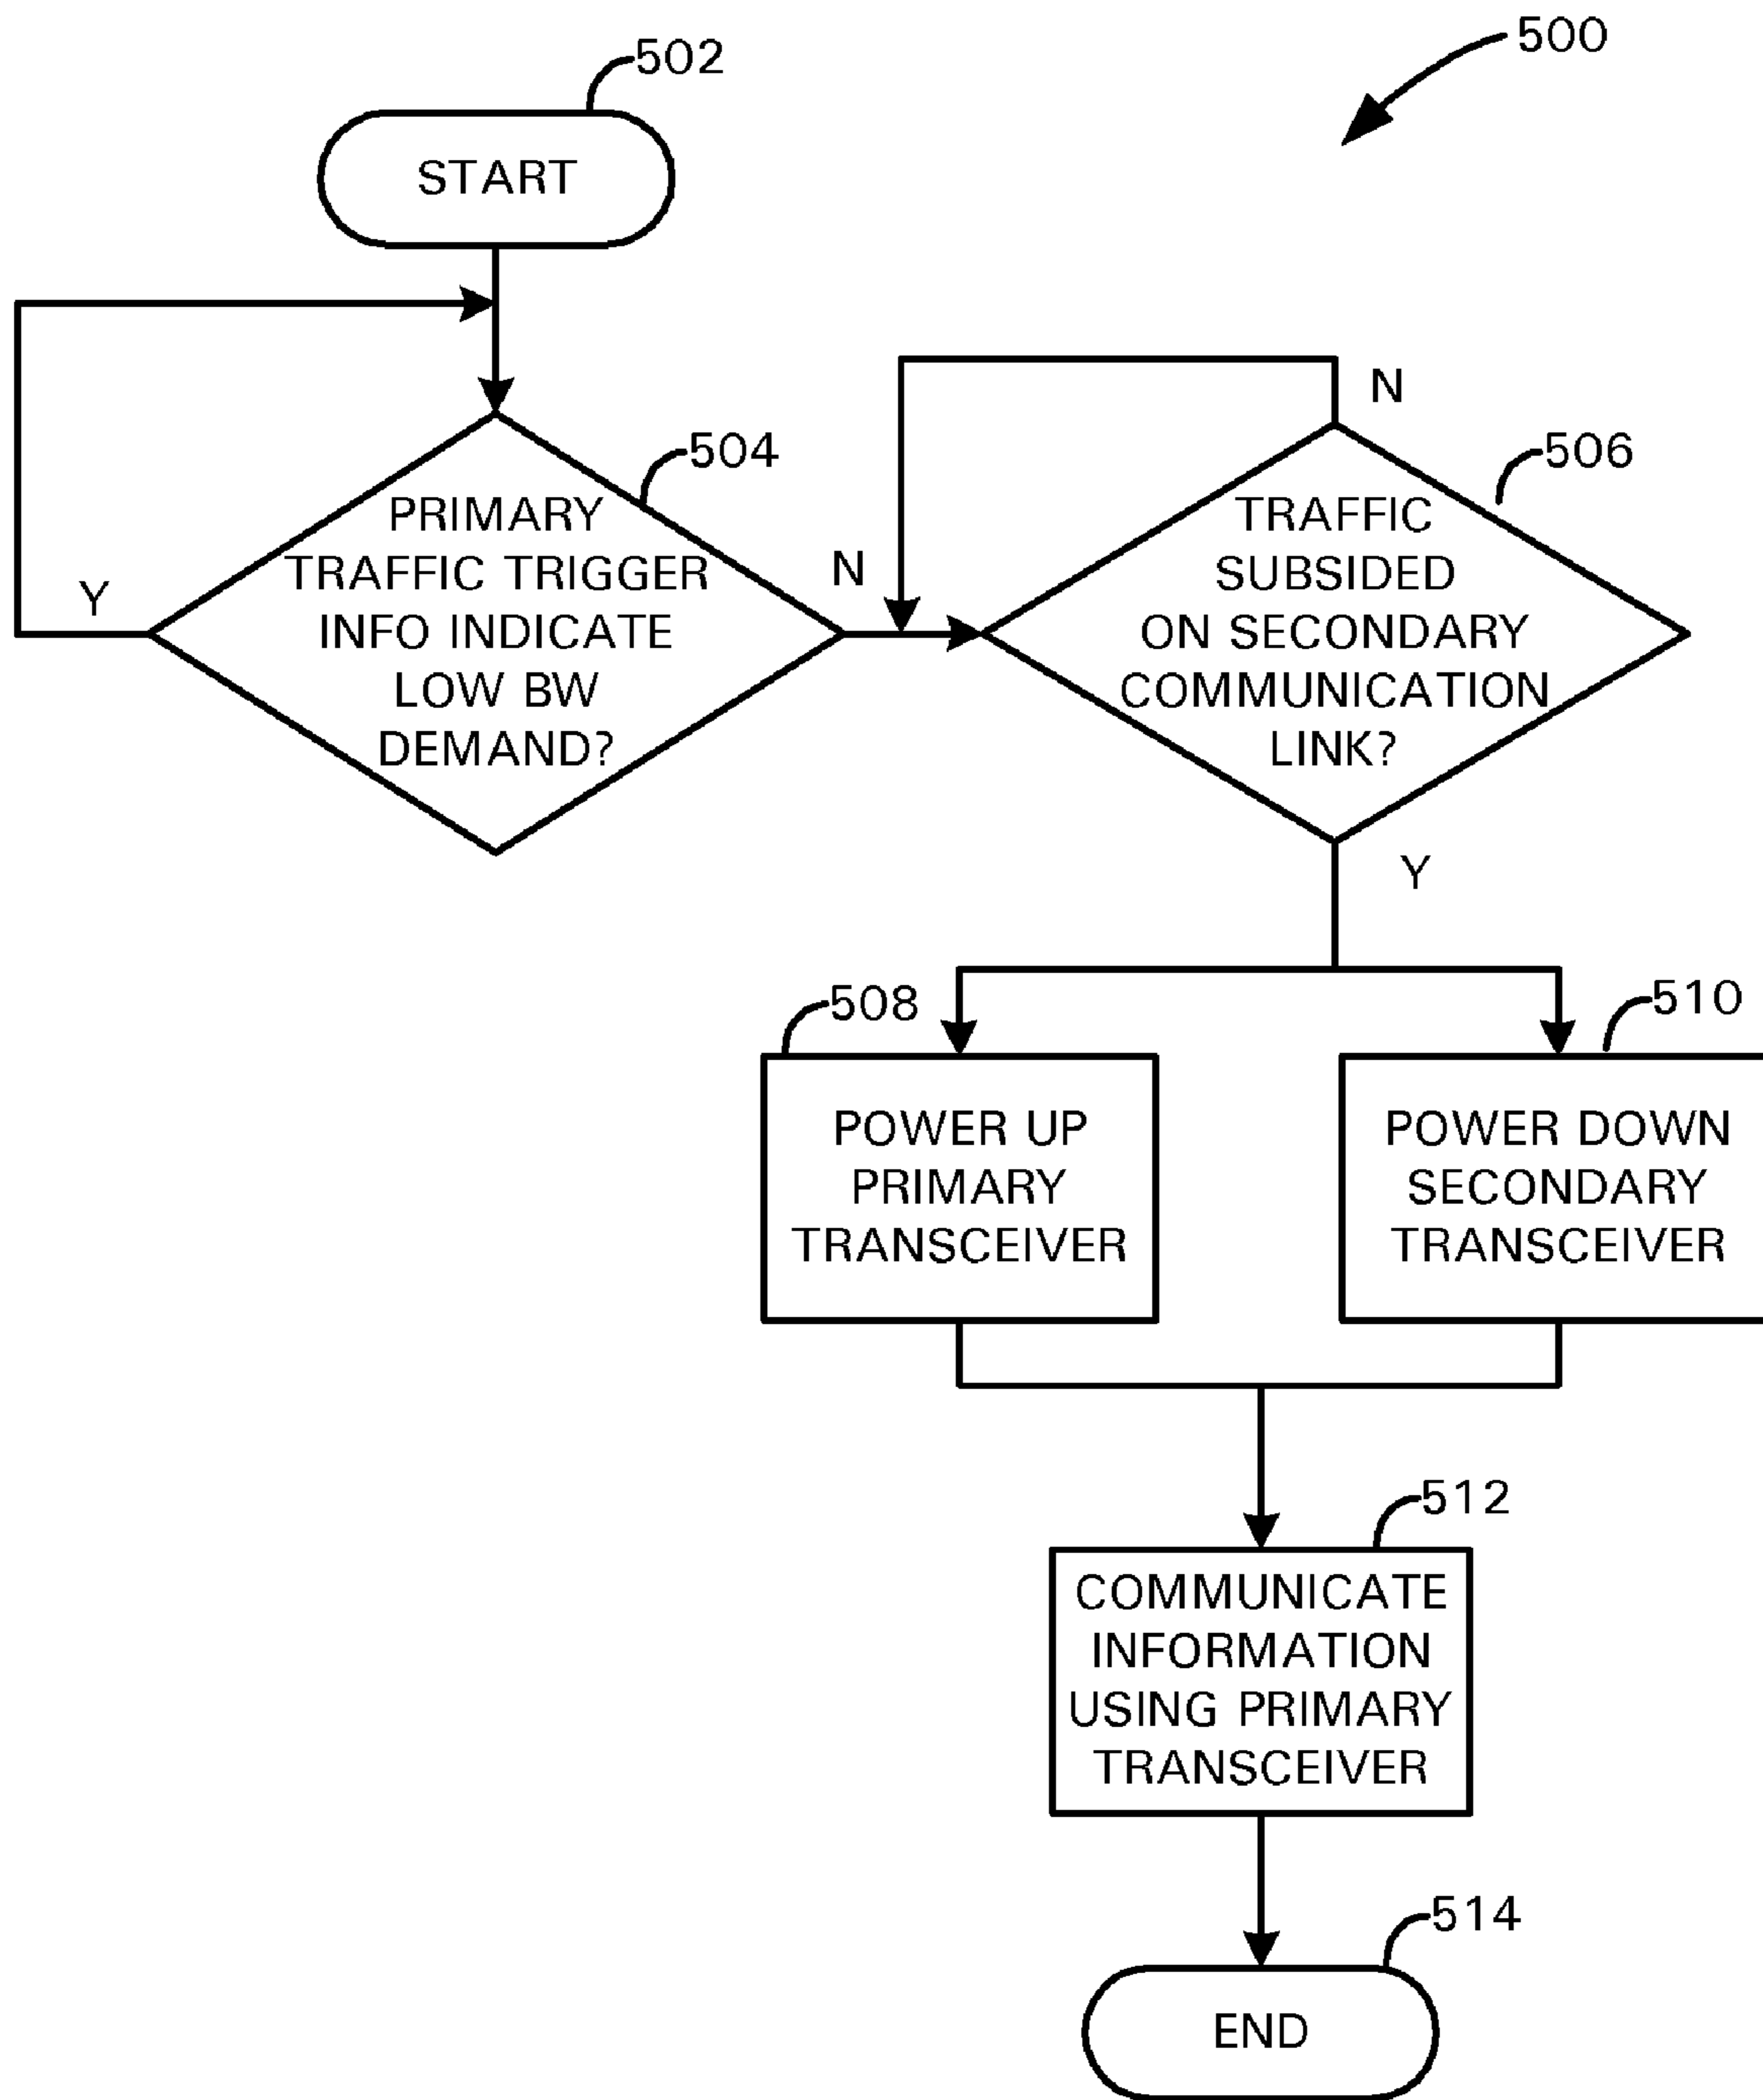 500
502
START
504
PRIMARY
TRAFFIC TRIGGER
INFO INDICATE
LOW BW
DEMAND?
Y
N
506
TRAFFIC
SUBSIDED
ON SECONDARY
COMMUNICATION
LINK?
N
Y
508
POWER UP
PRIMARY
TRANSCEIVER
510
POWER DOWN
SECONDARY
TRANSCEIVER
512
COMMUNICATE
INFORMATION
USING PRIMARY
TRANSCEIVER
514
END